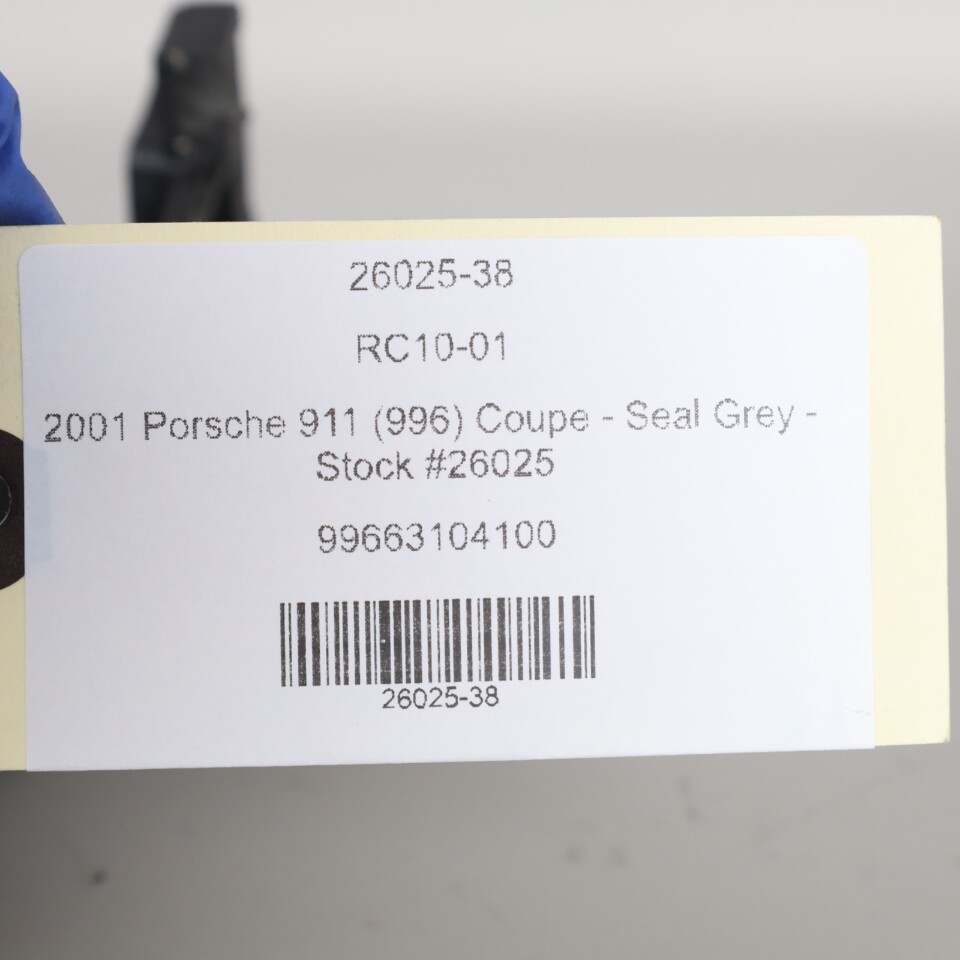 26025-38
RC10-01
2001 Porsche 911 (996) Coupe - Seal Grey -
Stock #26025
99663104100
26025-38